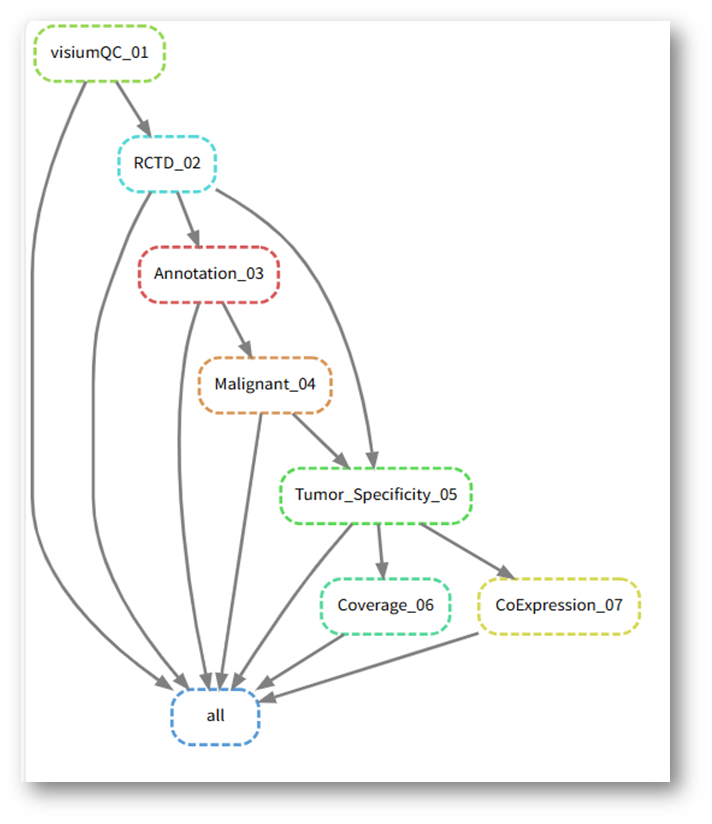 visiumQC_01
RCTD_02
Annotation_03
Malignant_04
Tumor_Specificity_05
Coverage_06
CoExpression_07
all